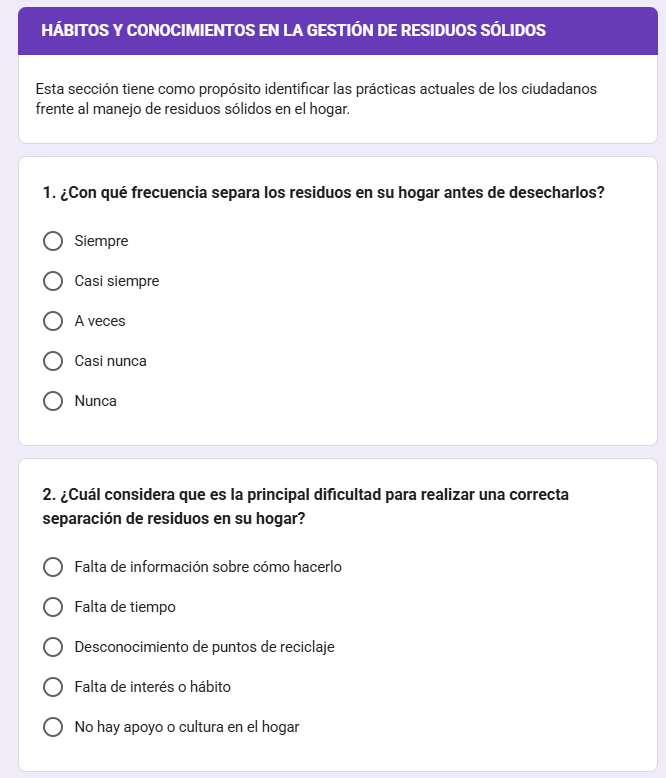 HÁBITOS Y CONOCIMIENTOS EN LA GESTIÓN DE RESIDUOS SÓLIDOS
Esta sección tiene como propósito identificar las prácticas actuales de los ciudadanos
frente al manejo de residuos sólidos en el hogar.
1. ¿Con qué frecuencia separa los residuos en su hogar antes de desecharlos?
Siempre
Casi siempre
A veces
Casi nunca
Nunca
2. ¿Cuál considera que es la principal dificultad para realizar una correcta
separación de residuos en su hogar?
Falta de información sobre cómo hacerlo
Falta de tiempo
Desconocimiento de puntos de reciclaje
Falta de interés o hábito
No hay apoyo o cultura en el hogar